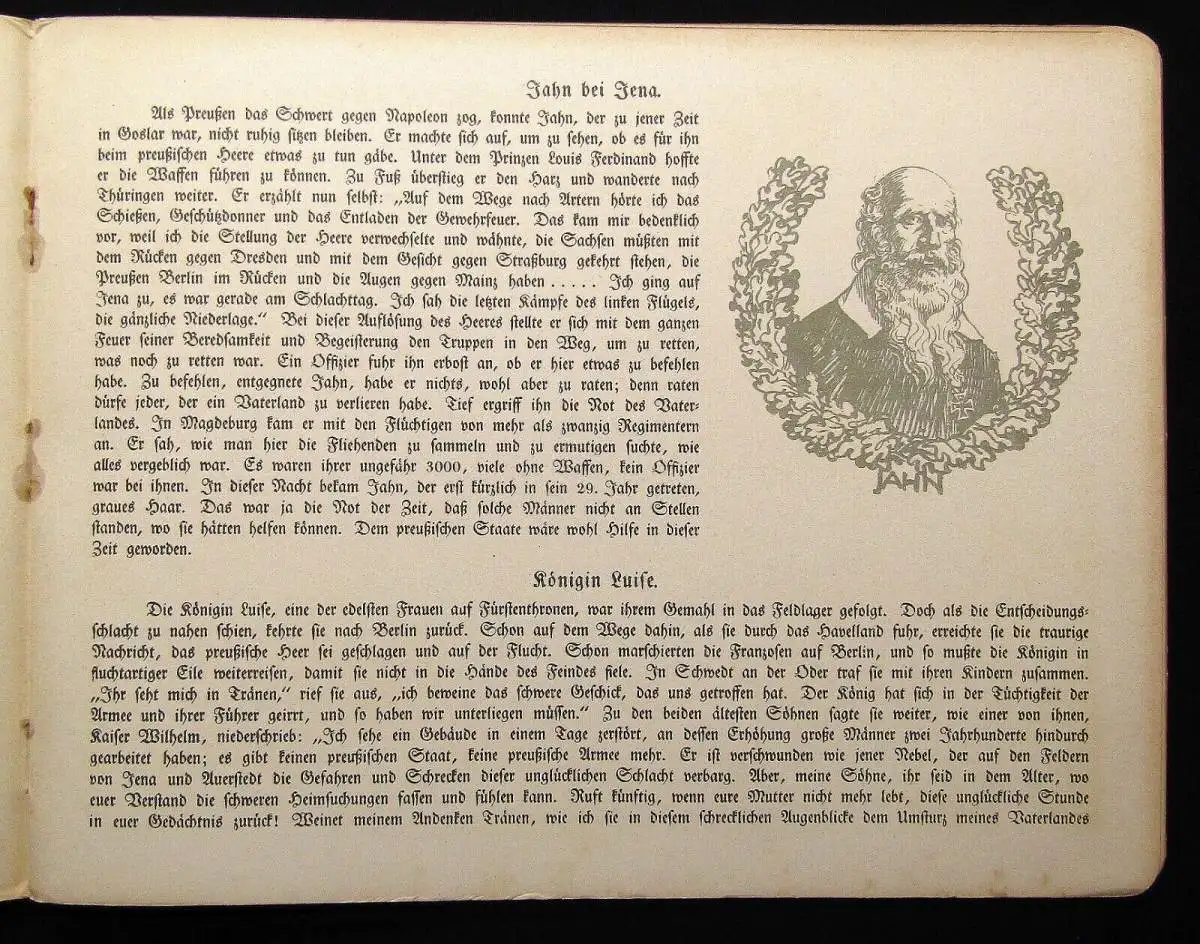 Jahn bei Jena.
Als Preußen das Schwert gegen Napoleon zog, konnte Jahn, der zu jener Zeit
in Goslar war, nicht ruhig sitzen bleiben. Er machte sich auf, um zu sehen, ob es für ihn
beim preußischen Heere etwas zu tun gäbe. Unter dem Prinzen Louis Ferdinand hoffte
er die Waffen führen zu können. Zu Fuß überstieg er den Harz und wanderte nach
Thüringen weiter. Er erzählt nun selbst: „Auf dem Wege nach Artern hörte ich das
Schießen, Geschützdonner und das Entladen der Gewehrfeuer. Das kam mir bedenklich
vor, weil ich die Stellung der Heere verwechselte und wähnte, die Sachsen müßten mit
dem Rücken gegen Dresden und mit dem Gesicht gegen Straßburg gekehrt stehen, die
Preußen Berlin im Rücken und die Augen gegen Mainz haben ..... Ich ging auf
Jena zu, es war gerade am Schlachttag. Ich sah die letzten Kämpfe des linken Flügels,
die gänzliche Niederlage.“ Bei dieser Auflösung des Heeres stellte er sich mit dem ganzen
Feuer seiner Beredsamkeit und Begeisterung den Truppen in den Weg, um zu retten,
was noch zu retten war. Ein Offizier fuhr ihn erbost an, ob er hier etwas zu befehlen
habe. Zu befehlen, entgegnete Jahn, habe er nichts, wohl aber zu raten; denn raten
dürfe jeder, der ein Vaterland zu verlieren habe. Tief ergriff ihn die Not des Vater-
landes. In Magdeburg kam er mit den Flüchtigen von mehr als zwanzig Regimentern
an. Er sah, wie man hier die Fliehenden zu sammeln und zu ermutigen suchte, wie
alles vergeblich war. Es waren ihrer ungefähr 3000, viele ohne Waffen, kein Offizier
war bei ihnen. In dieser Nacht bekam Jahn, der erst kürzlich in sein 29. Jahr getreten,
graues Haar. Das war ja die Not der Zeit, daß solche Männer nicht an Stellen
standen, wo sie hätten helfen können. Dem preußischen Staate wäre wohl Hilfe in dieser
Zeit geworden.
JAHN
Königin Luise.
Die Königin Luise, eine der edelsten Frauen auf Fürstenthronen, war ihrem Gemahl in das Feldlager gefolgt. Doch als die Entscheidungs-
schlacht zu nahen schien, kehrte sie nach Berlin zurück. Schon auf dem Wege dahin, als sie durch das Havelland fuhr, erreichte sie die traurige
Nachricht, das preußische Heer sei geschlagen und auf der Flucht. Schon marschierten die Franzosen auf Berlin, und so mußte die Königin in
fluchtartiger Eile weiterreisen, damit sie nicht in die Hände des Feindes fiele. In Schwedt an der Oder traf sie mit ihren Kindern zusammen.
„Ihr seht mich in Tränen,“ rief sie aus, „ich beweine das schwere Geschick, das uns getroffen hat. Der König hat sich in der Tüchtigkeit der
Armee und ihrer Führer geirrt, und so haben wir unterliegen müssen.“ Zu den beiden ältesten Söhnen sagte sie weiter, wie einer von ihnen,
Kaiser Wilhelm, niederschrieb: „Ich sehe ein Gebäude in einem Tage zerstört, an dessen Erhöhung große Männer zwei Jahrhunderte hindurch
gearbeitet haben; es gibt keinen preußischen Staat, keine preußische Armee mehr. Er ist verschwunden wie jener Nebel, der auf den Feldern
von Jena und Auerstedt die Gefahren und Schrecken dieser unglücklichen Schlacht verbarg. Aber, meine Söhne, ihr seid in dem Alter, wo
euer Verstand die schweren Heimsuchungen fassen und fühlen kann. Ruft künftig, wenn eure Mutter nicht mehr lebt, diese unglückliche Stunde
in euer Gedächtnis zurück! Weinet meinem Andenken Tränen, wie ich sie in diesem schrecklichen Augenblicke dem Umsturz meines Vaterlandes